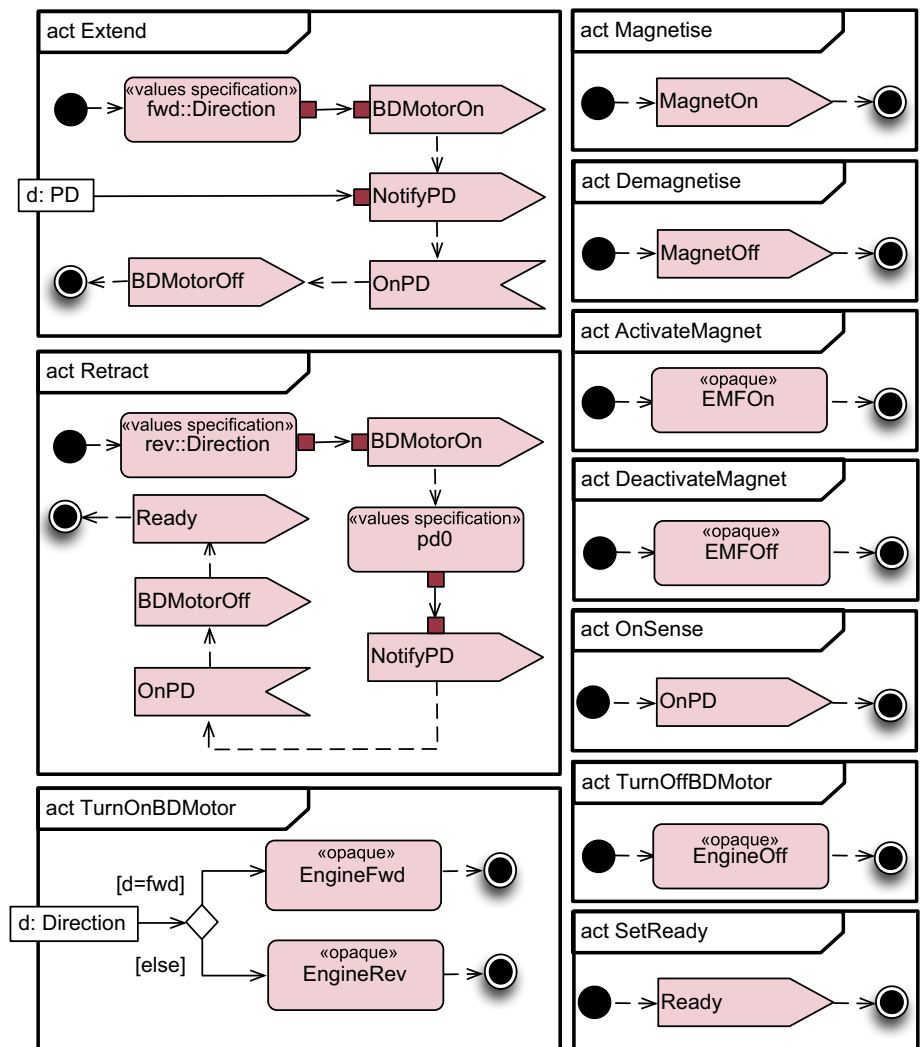 act Extend
«values specification»
fwd::Direction
BDMotorOn
d: PD
NotifyPD
BDMotorOff
OnPD
act Retract
«values specification»
rev::Direction
BDMotorOn
Ready
«values specification»
pd0
BDMotorOff
NotifyPD
OnPD
act TurnOnBDMotor
«opaque»
EngineFwd
[d=fwd]
d: Direction
[else]
«opaque»
EngineRev
act Magnetise
MagnetOn
act Demagnetise
MagnetOff
act ActivateMagnet
«opaque»
EMFOn
act DeactivateMagnet
«opaque»
EMFOff
act OnSense
OnPD
act TurnOffBDMotor
«opaque»
EngineOff
act SetReady
Ready